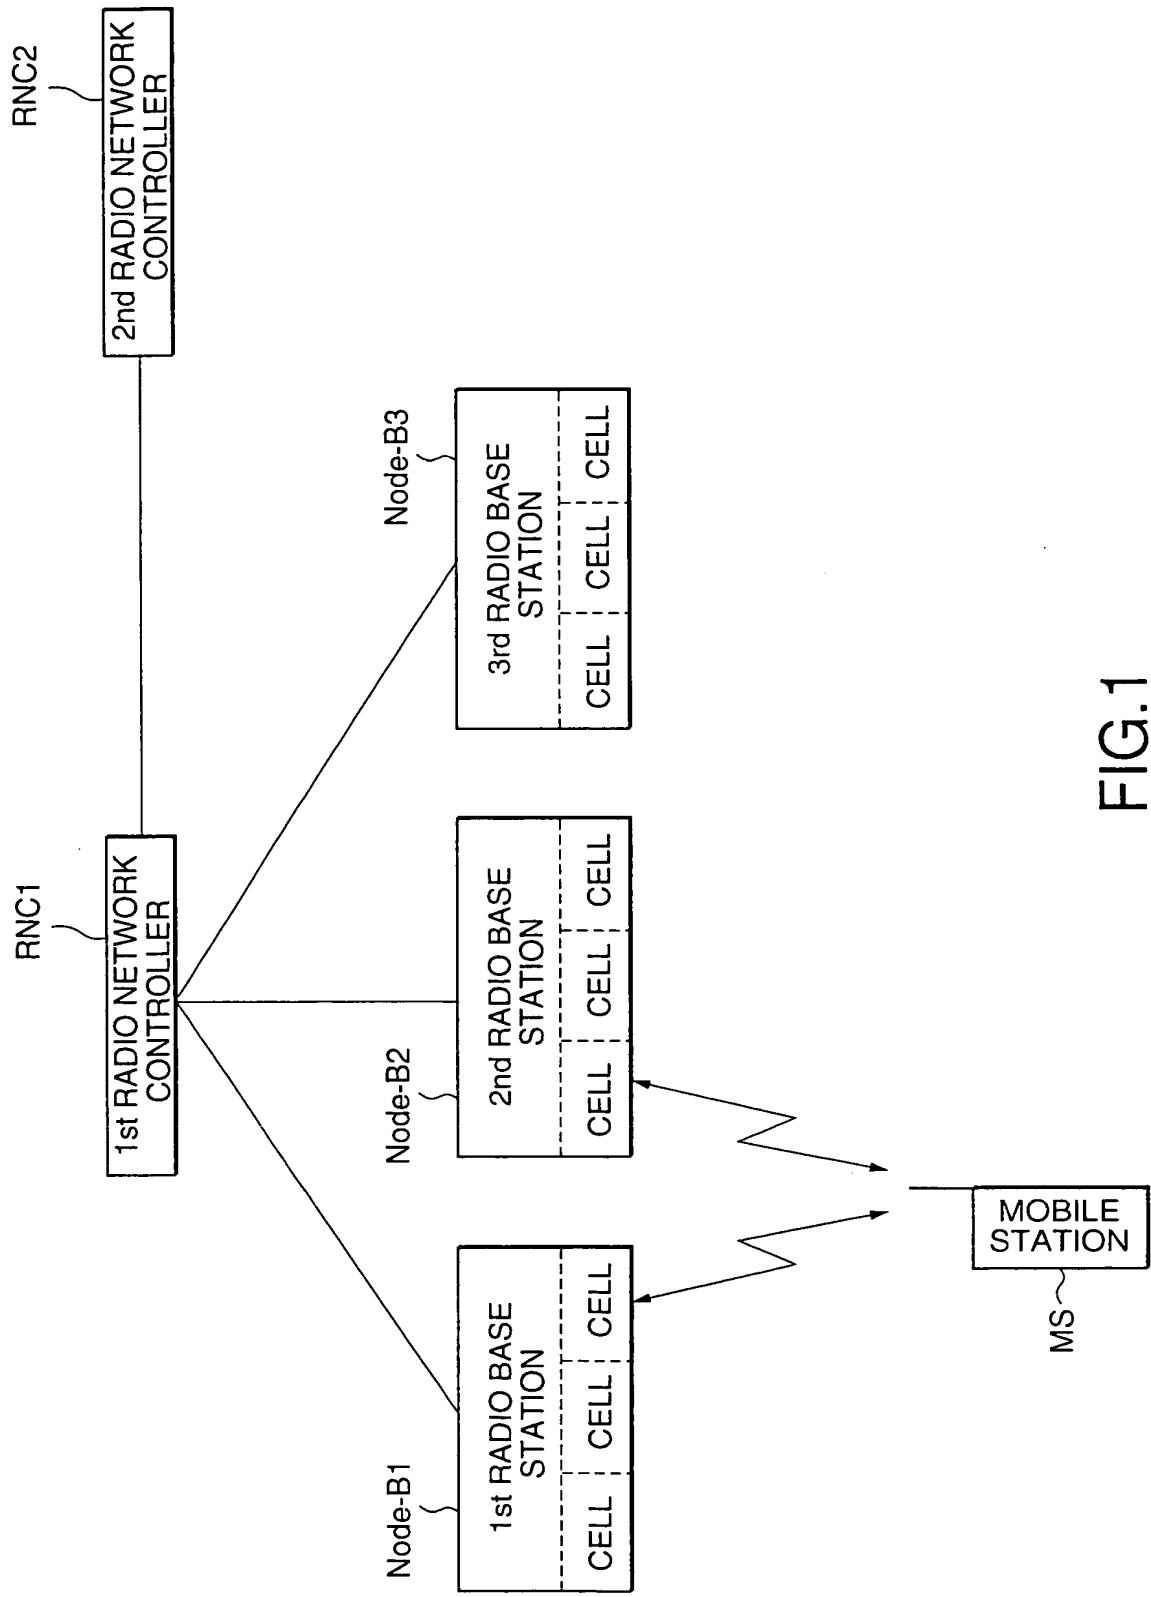 RNC1
1st RADIO NETWORK
CONTROLLER
RNC2
2nd RADIO NETWORK
CONTROLLER
Node-B1
1st RADIO BASE
STATION
CELL
CELL
CELL
Node-B2
2nd RADIO BASE
STATION
CELL
CELL
CELL
Node-B3
3rd RADIO BASE
STATION
CELL
CELL
CELL
MOBILE
STATION
MS
FIG.1